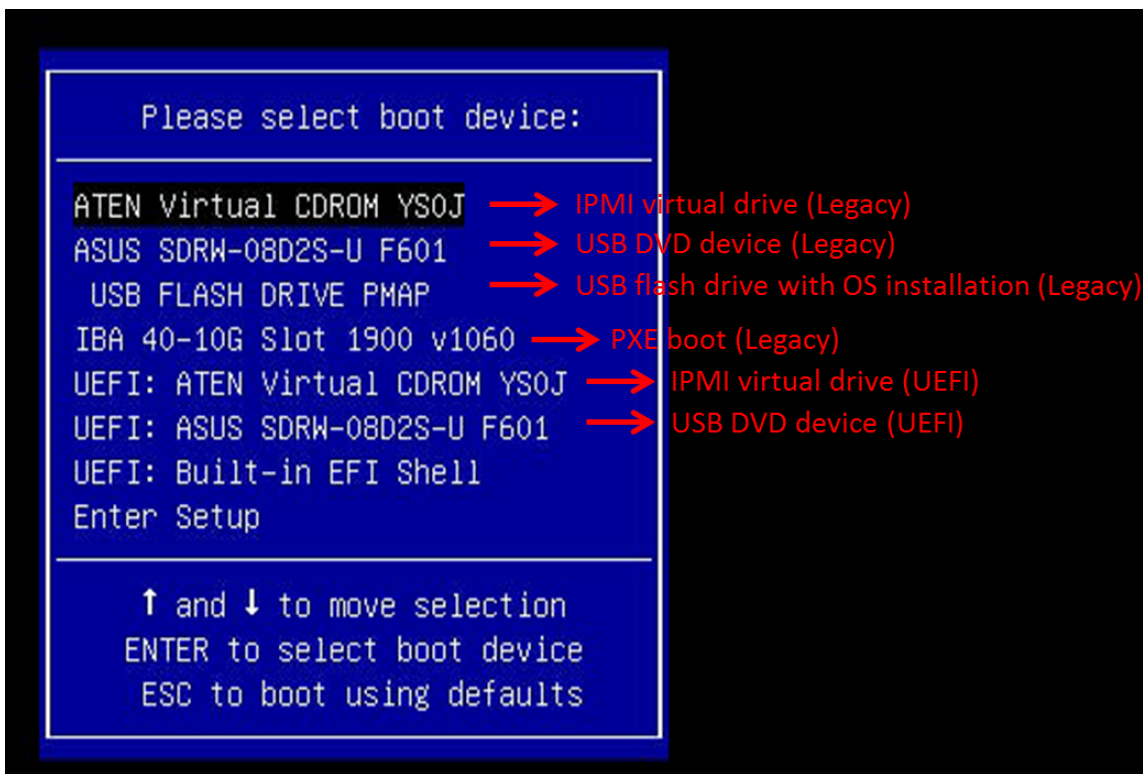 Please select boot device:
ATEN Virtual CDROM YS0J → IPMI virtual drive (Legacy)
ASUS SDRW-08D2S-U F601 → USB DVD device (Legacy)
USB FLASH DRIVE PMAP → USB flash drive with OS installation (Legacy)
IBA 40-10G Slot 1900 v1060 → PXE boot (Legacy)
UEFI: ATEN Virtual CDROM YS0J → IPMI virtual drive (UEFI)
UEFI: ASUS SDRW-08D2S-U F601 → USB DVD device (UEFI)
UEFI: Built-in EFI Shell
Enter Setup
↑ and ↓ to move selection
ENTER to select boot device
ESC to boot using defaults